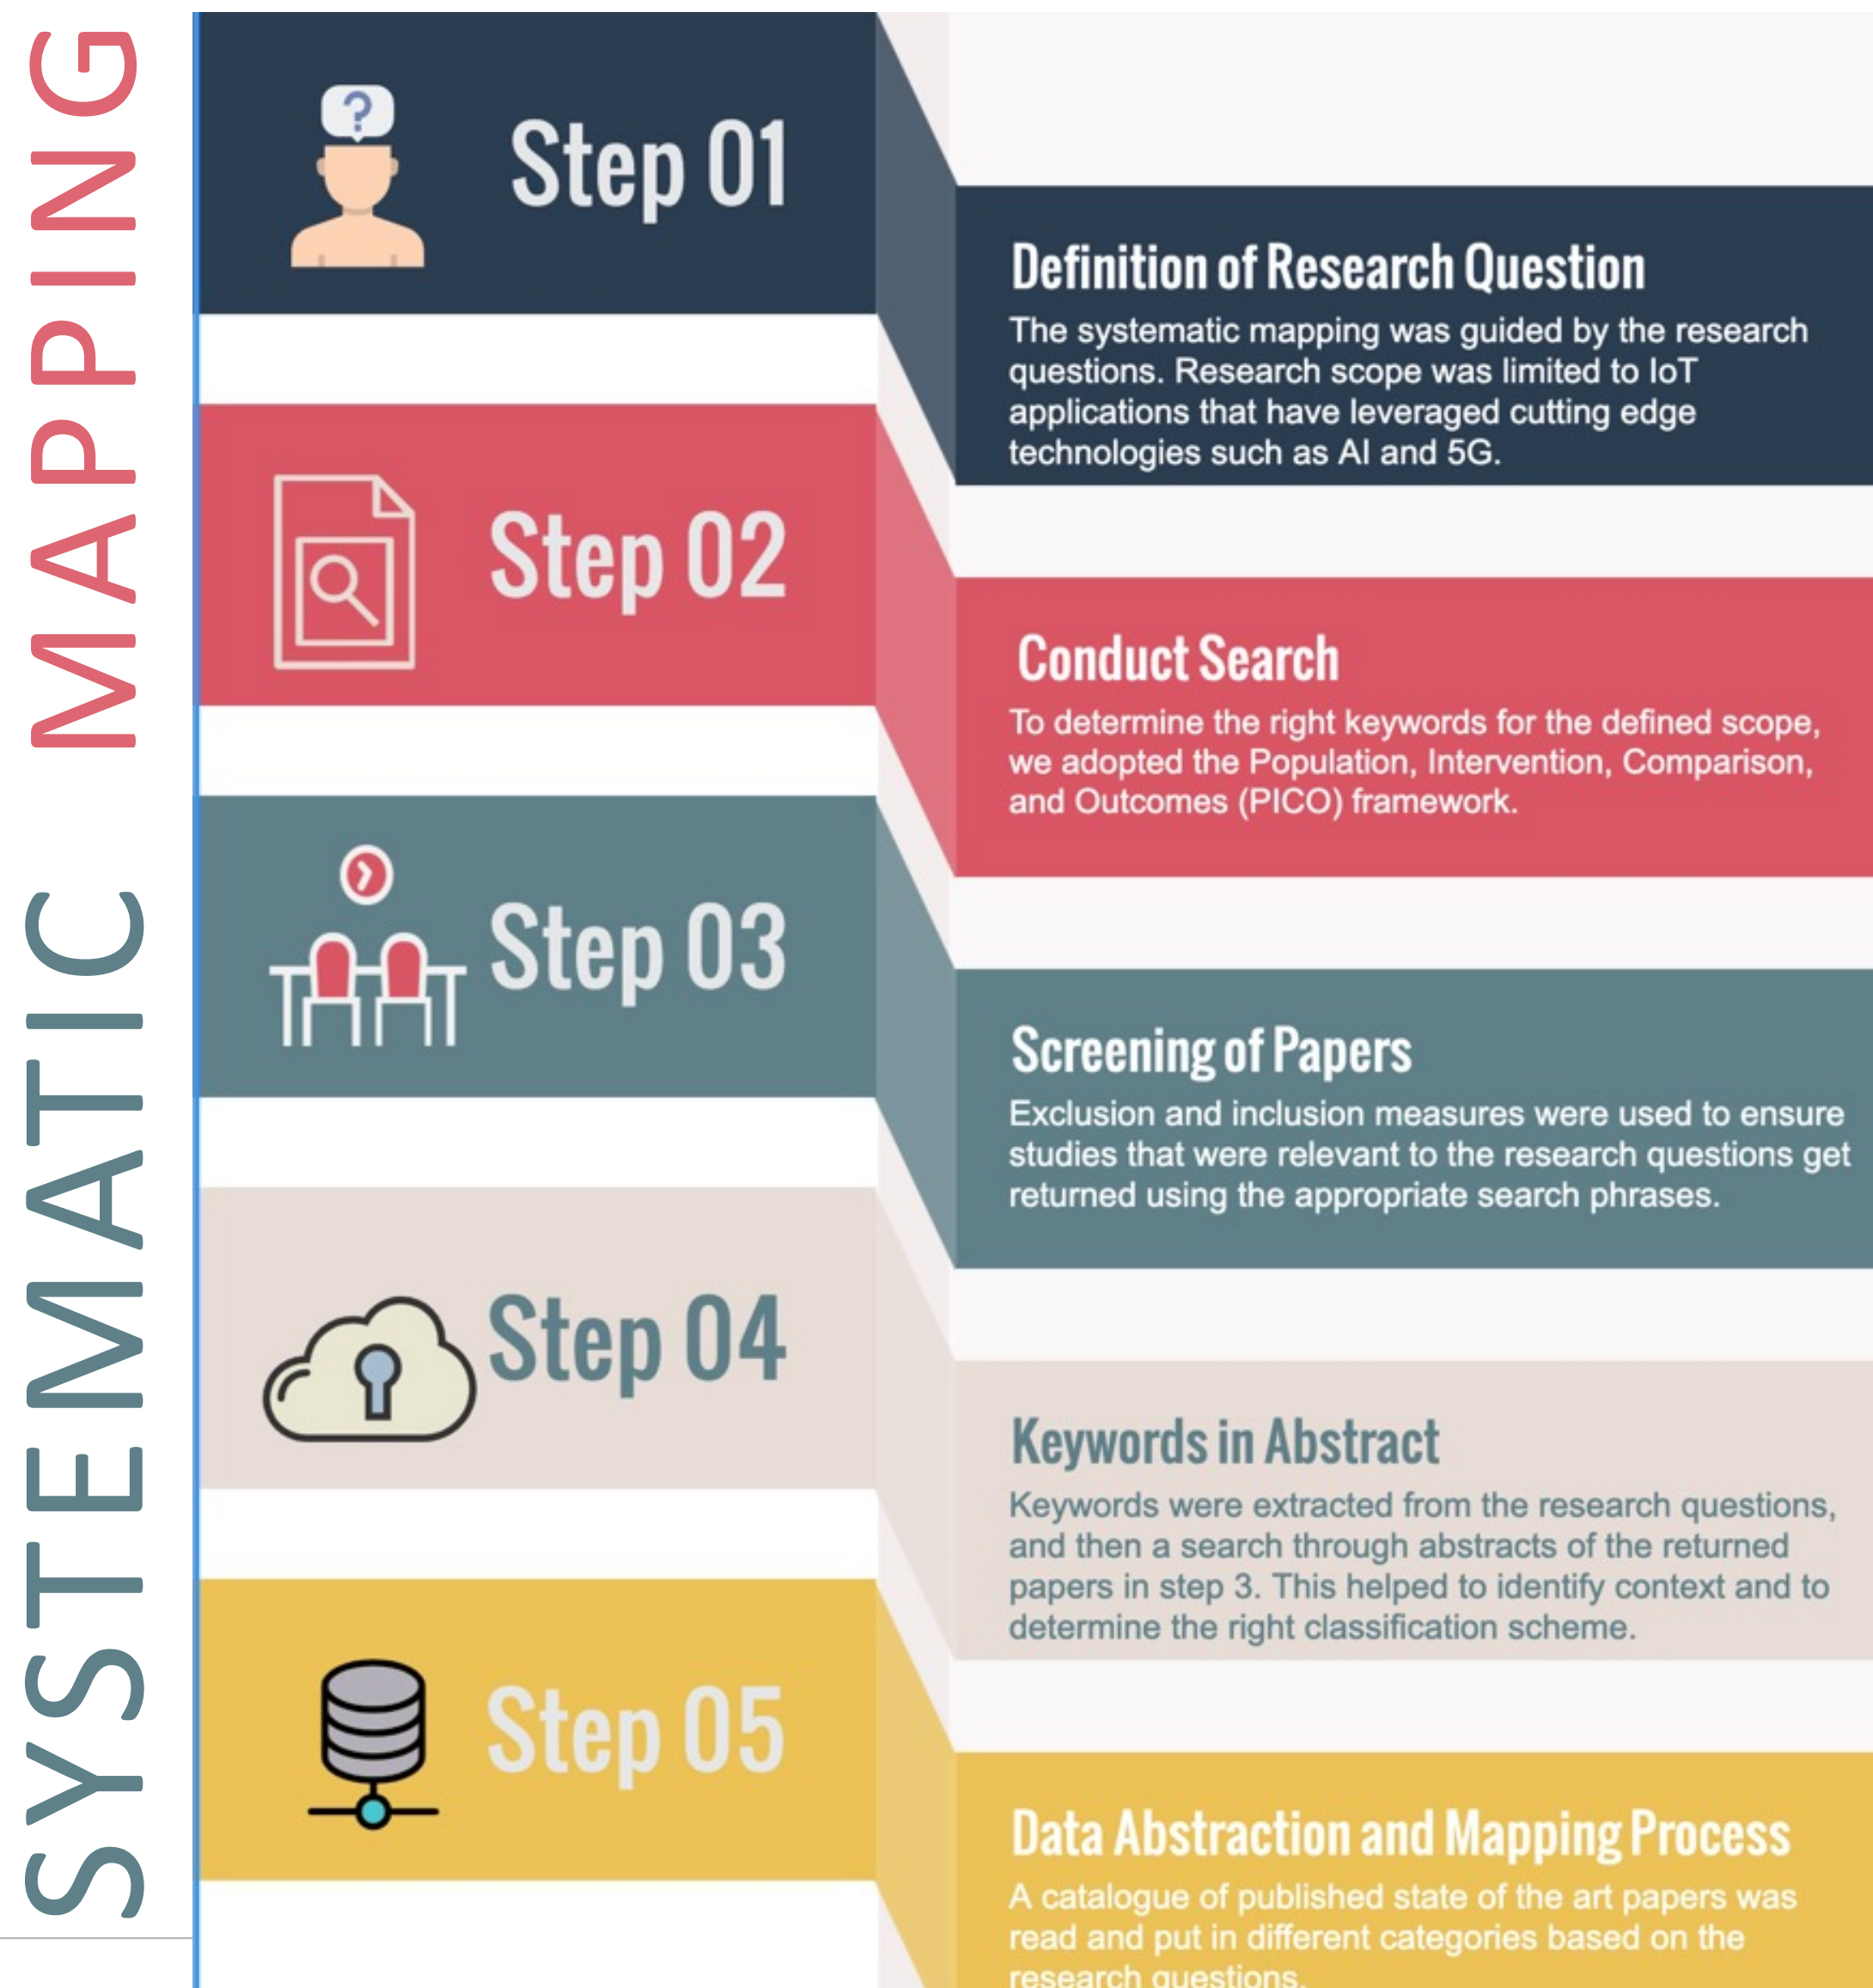 SYSTEMATIC MAPPING
Step 01
Definition of Research Question
The systematic mapping was guided by the research
questions. Research scope was limited to IoT
applications that have leveraged cutting edge
technologies such as AI and 5G.
Step 02
Conduct Search
To determine the right keywords for the defined scope,
we adopted the Population, Intervention, Comparison,
and Outcomes (PICO) framework.
Step 03
Screening of Papers
Exclusion and inclusion measures were used to ensure
studies that were relevant to the research questions get
returned using the appropriate search phrases.
Step 04
Keywords in Abstract
Keywords were extracted from the research questions,
and then a search through abstracts of the returned
papers in step 3. This helped to identify context and to
determine the right classification scheme.
Step 05
Data Abstraction and Mapping Process
A catalogue of published state of the art papers was
read and put in different categories based on the
research questions.
?